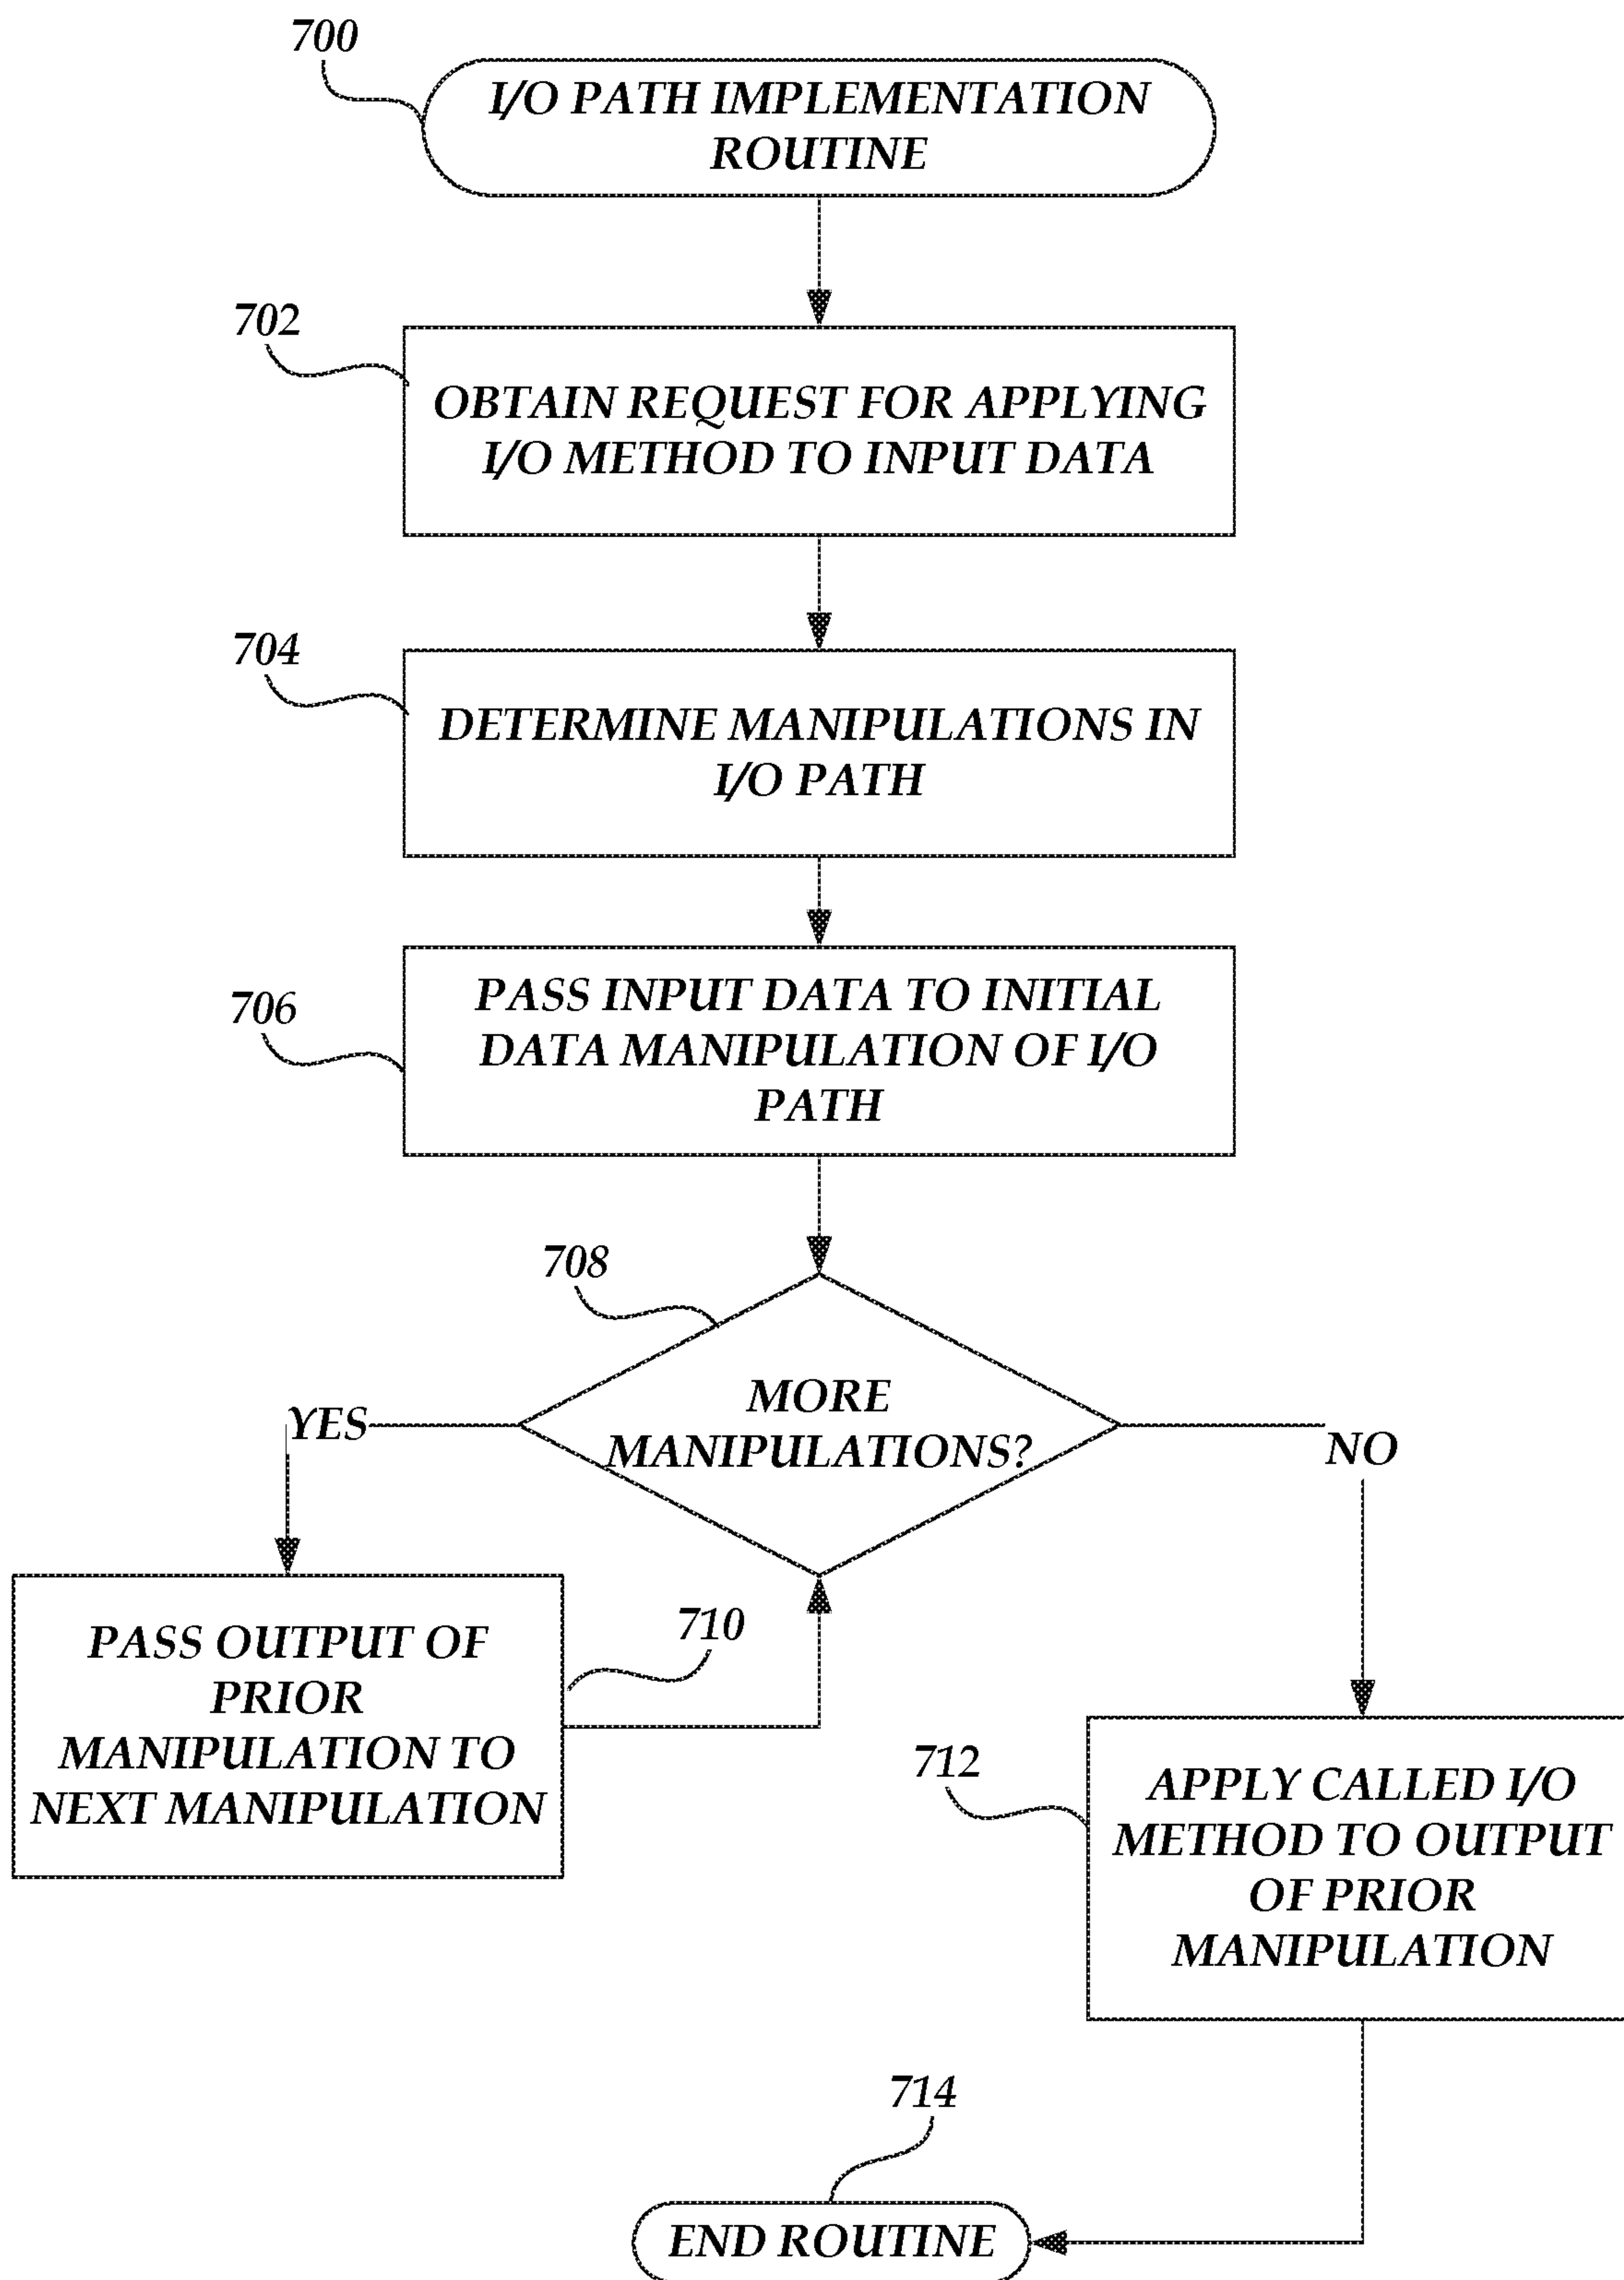 700
I/O PATH IMPLEMENTATION
ROUTINE
702
OBTAIN REQUEST FOR APPLYING
I/O METHOD TO INPUT DATA
704
DETERMINE MANIPULATIONS IN
I/O PATH
706
PASS INPUT DATA TO INITIAL
DATA MANIPULATION OF I/O
PATH
708
MORE
MANIPULATIONS?
YES
NO
PASS OUTPUT OF
PRIOR
MANIPULATION TO
NEXT MANIPULATION
710
712
APPLY CALLED I/O
METHOD TO OUTPUT
OF PRIOR
MANIPULATION
714
END ROUTINE